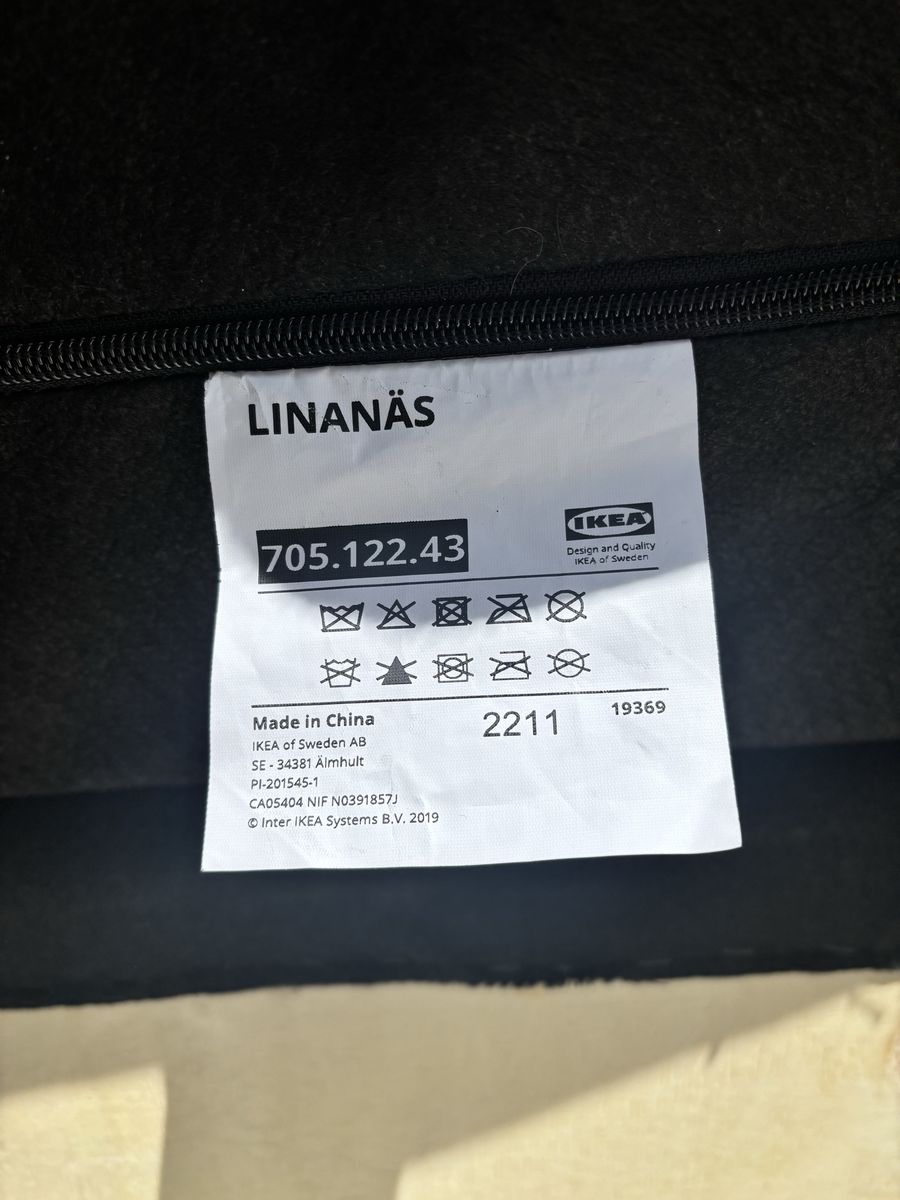 LINANÄS
705.122.43
IKEA
Design and Quality
IKEA of Sweden
Made in China
2211
19369
IKEA of Sweden AB
SE - 34381 Älmhult
PI-201545-1
CA05404 NIF N0391857J
© Inter IKEA Systems B.V. 2019